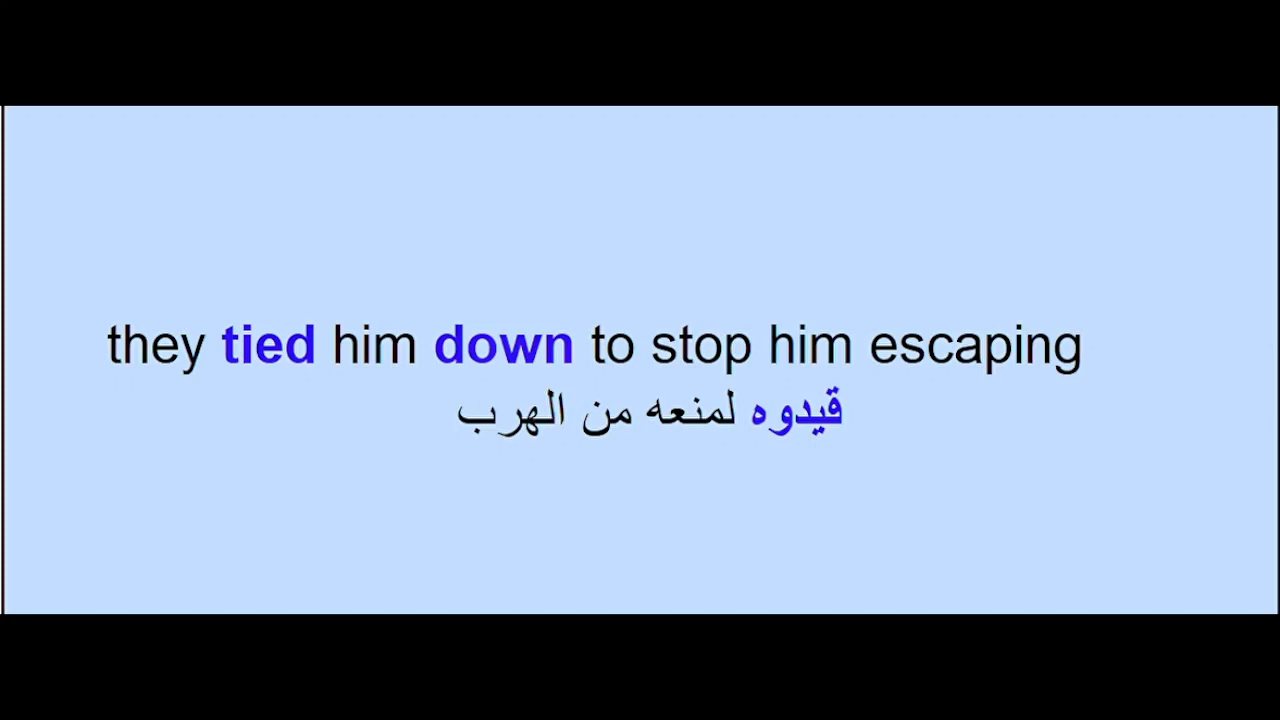 they tied him down to stop him escaping
قيدوه لمنعه من الهرب